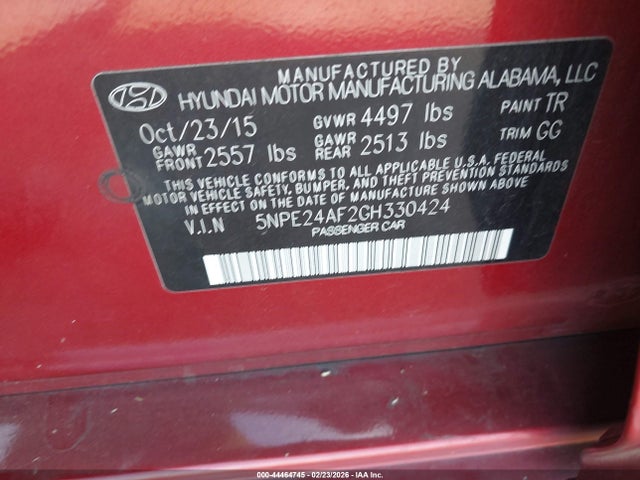 MANUFACTURED BY
HYUNDAI MOTOR MANUFACTURING ALABAMA, LLC
Oct/23/15 GVWR 4497 lbs PAINT TR
GAWR FRONT 2557 lbs GAWR REAR 2513 lbs TRIM GG
THIS VEHICLE CONFORMS TO ALL APPLICABLE U.S. FEDERAL
MOTOR VEHICLE SAFETY, BUMPER, AND THEFT PREVENTION
STANDARDS IN EFFECT ON THE DATE OF MANUFACTURE SHOWN ABOVE.
V.I.N 5NPE24AF2GH330424
PASSENGER CAR
000-44464745 - 02/23/2026 - IAA Inc.